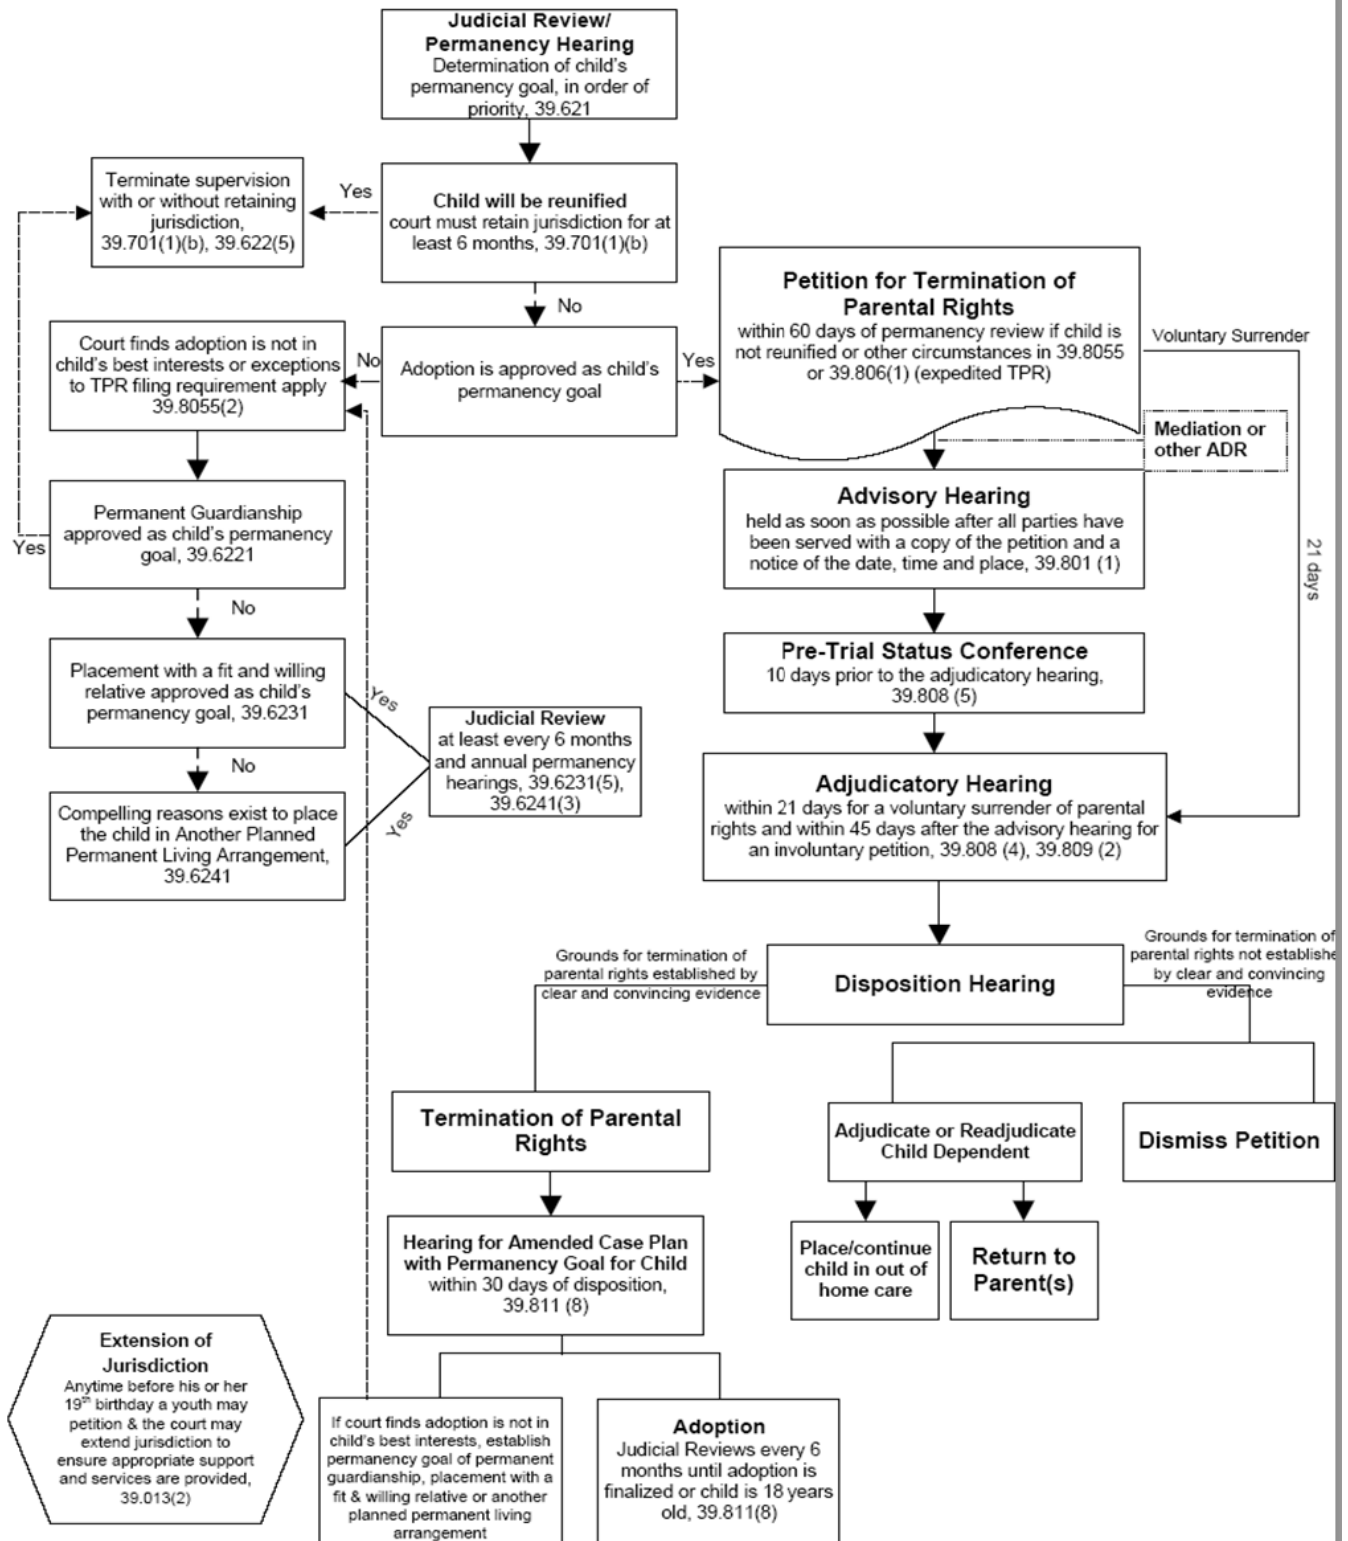 Judicial Review/
Permanency Hearing
Determination of child's
permanency goal, in order of
priority, 39.621
Terminate supervision
with or without retaining
jurisdiction,
39.701(1)(b), 39.622(5)
Yes
Child will be reunified
court must retain jurisdiction for at
least 6 months, 39.701(1)(b)
No
Petition for Termination of
Parental Rights
within 60 days of permanency review if child is
not reunified or other circumstances in 39.8055
or 39.806(1) (expedited TPR)
Voluntary Surrender
Court finds adoption is not in
child's best interests or exceptions
to TPR filing requirement apply
39.8055(2)
No
Adoption is approved as child's
permanency goal
Yes
Mediation or
other ADR
Advisory Hearing
held as soon as possible after all parties have
been served with a copy of the petition and a
notice of the date, time and place, 39.801 (1)
21 days
Permanent Guardianship
approved as child's permanency
goal, 39.6221
Yes
No
Pre-Trial Status Conference
10 days prior to the adjudicatory hearing,
39.808 (5)
Placement with a fit and willing
relative approved as child's
permanency goal, 39.6231
Yes
No
Judicial Review
at least every 6 months
and annual permanency
hearings, 39.6231(5),
39.6241(3)
Yes
Compelling reasons exist to place
the child in Another Planned
Permanent Living Arrangement,
39.6241
Adjudicatory Hearing
within 21 days for a voluntary surrender of parental
rights and within 45 days after the advisory hearing for
an involuntary petition, 39.808 (4), 39.809 (2)
Grounds for termination of
parental rights established by
clear and convincing evidence
Disposition Hearing
Grounds for termination of
parental rights not establishe
by clear and convincing
evidence
Termination of Parental
Rights
Adjudicate or Readjudicate
Child Dependent
Dismiss Petition
Hearing for Amended Case Plan
with Permanency Goal for Child
within 30 days of disposition,
39.811 (8)
Place/continue
child in out of
home care
Return to
Parent(s)
Extension of
Jurisdiction
Anytime before his or her
19th birthday a youth may
petition & the court may
extend jurisdiction to
ensure appropriate support
and services are provided,
39.013(2)
If court finds adoption is not in
child's best interests, establish
permanency goal of permanent
guardianship, placement with a
fit & willing relative or another
planned permanent living
arrangement
Adoption
Judicial Reviews every 6
months until adoption is
finalized or child is 18 years
old, 39.811(8)